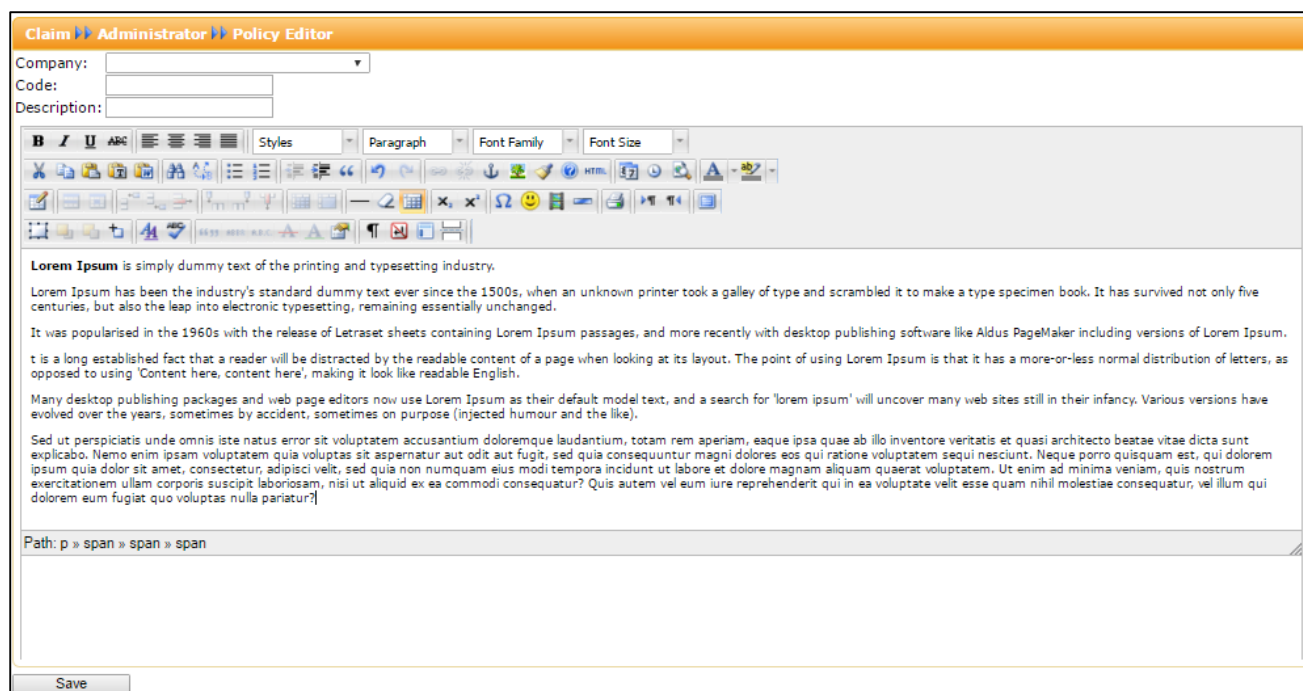 Claim Administrator Policy Editor
Company:
Code:
Description:
B I U ABC Styles Paragraph Font Family Font Size
HTML A ab
x, x² Ω
A ABC A A ¶
Lorem Ipsum is simply dummy text of the printing and typesetting industry.
Lorem Ipsum has been the industry's standard dummy text ever since the 1500s, when an unknown printer took a galley of type and scrambled it to make a type specimen book. It has survived not only five
centuries, but also the leap into electronic typesetting, remaining essentially unchanged.
It was popularised in the 1960s with the release of Letraset sheets containing Lorem Ipsum passages, and more recently with desktop publishing software like Aldus PageMaker including versions of Lorem Ipsum.
t is a long established fact that a reader will be distracted by the readable content of a page when looking at its layout. The point of using Lorem Ipsum is that it has a more-or-less normal distribution of letters, as
opposed to using 'Content here, content here', making it look like readable English.
Many desktop publishing packages and web page editors now use Lorem Ipsum as their default model text, and a search for 'lorem ipsum' will uncover many web sites still in their infancy. Various versions have
evolved over the years, sometimes by accident, sometimes on purpose (injected humour and the like).
Sed ut perspiciatis unde omnis iste natus error sit voluptatem accusantium doloremque laudantium, totam rem aperiam, eaque ipsa quae ab illo inventore veritatis et quasi architecto beatae vitae dicta sunt
explicabo. Nemo enim ipsam voluptatem quia voluptas sit aspernatur aut odit aut fugit, sed quia consequuntur magni dolores eos qui ratione voluptatem sequi nesciunt. Neque porro quisquam est, qui dolorem
ipsum quia dolor sit amet, consectetur, adipisci velit, sed quia non numquam eius modi tempora incidunt ut labore et dolore magnam aliquam quaerat voluptatem. Ut enim ad minima veniam, quis nostrum
exercitationem ullam corporis suscipit laboriosam, nisi ut aliquid ex ea commodi consequatur? Quis autem vel eum iure reprehenderit qui in ea voluptate velit esse quam nihil molestiae consequatur, vel illum qui
dolorem eum fugiat quo voluptas nulla pariatur?
Path: p » span » span » span
Save